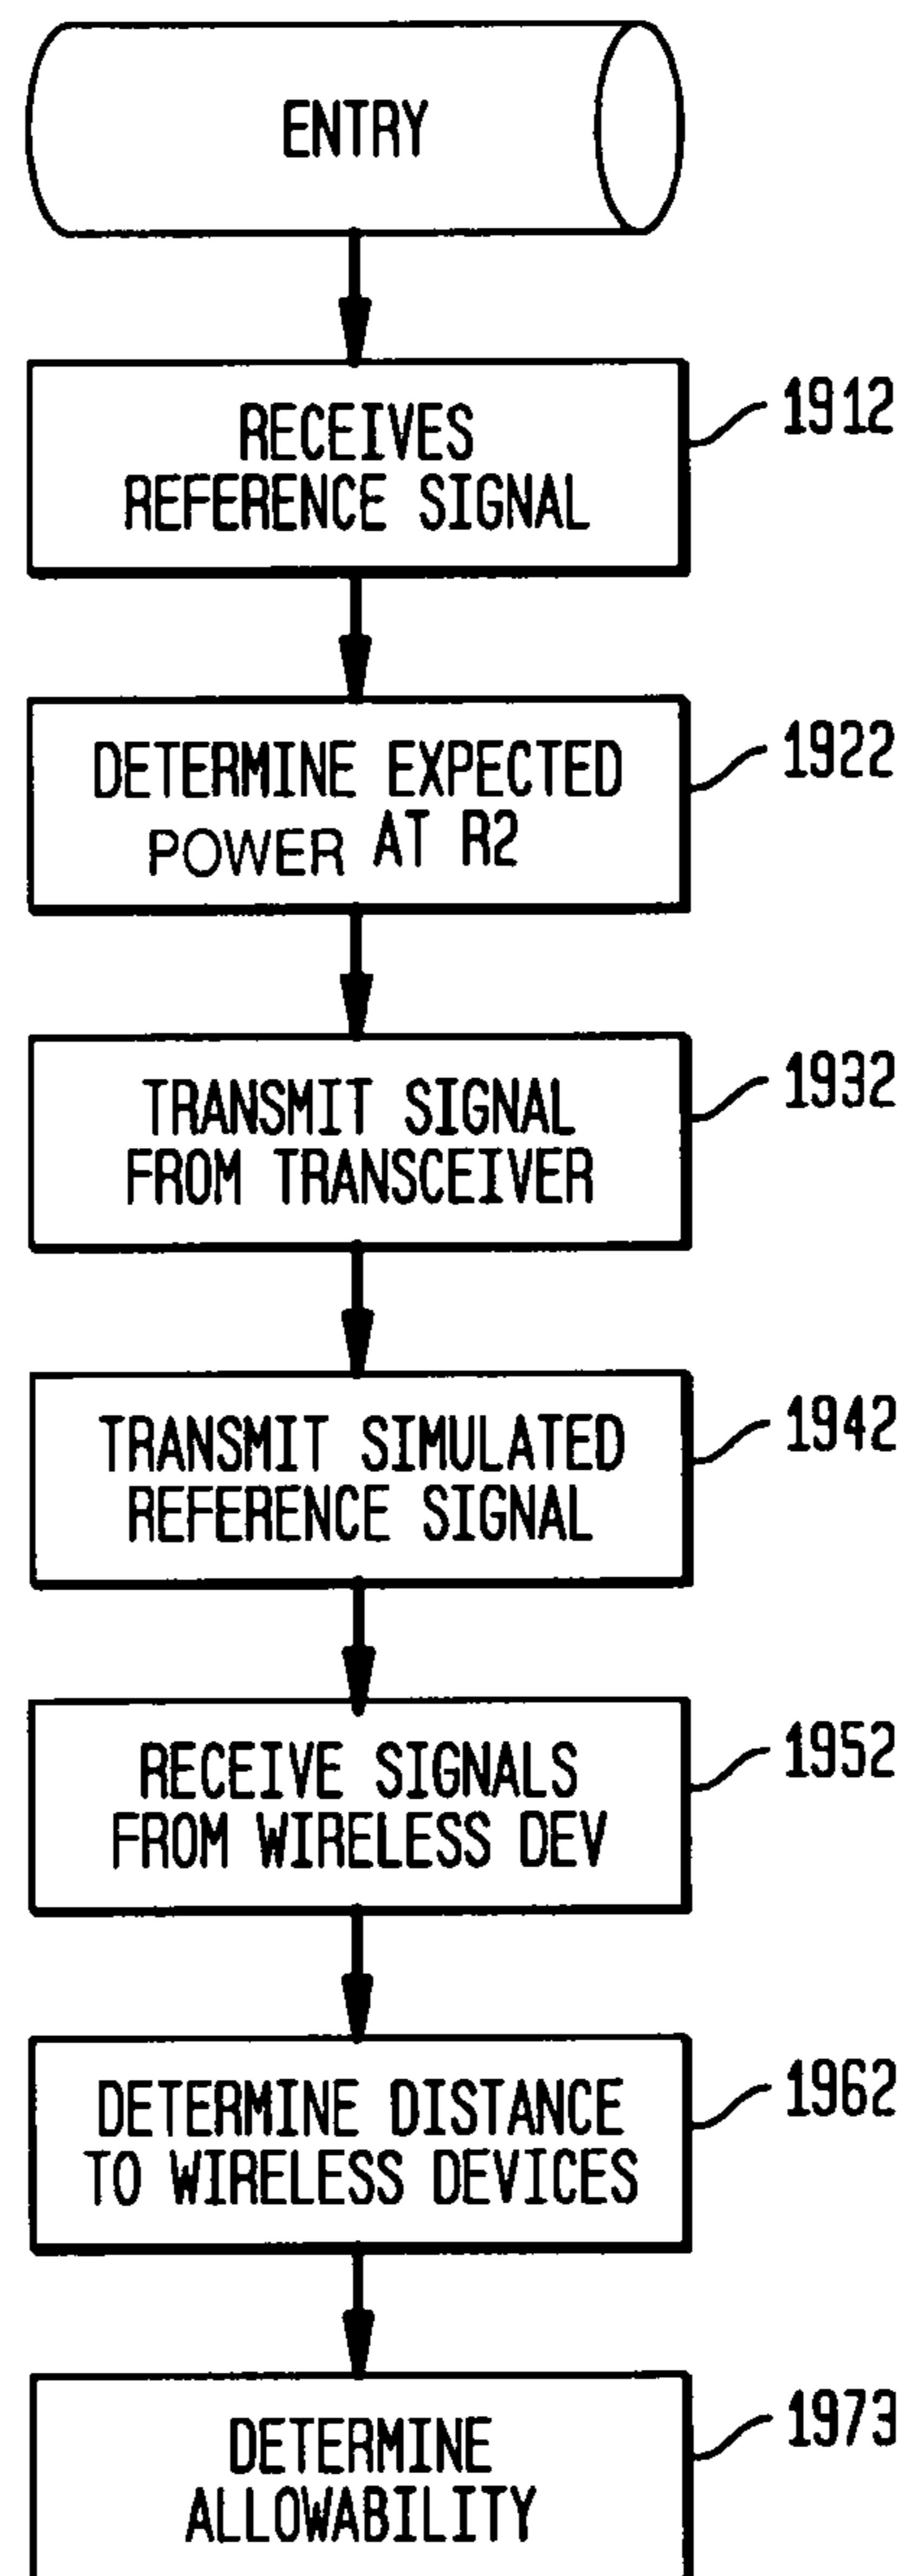 ENTRY
RECEIVES
REFERENCE SIGNAL
1912
DETERMINE EXPECTED
POWER AT R2
1922
TRANSMIT SIGNAL
FROM TRANSCEIVER
1932
TRANSMIT SIMULATED
REFERENCE SIGNAL
1942
RECEIVE SIGNALS
FROM WIRELESS DEV
1952
DETERMINE DISTANCE
TO WIRELESS DEVICES
1962
DETERMINE
ALLOWABILITY
1973